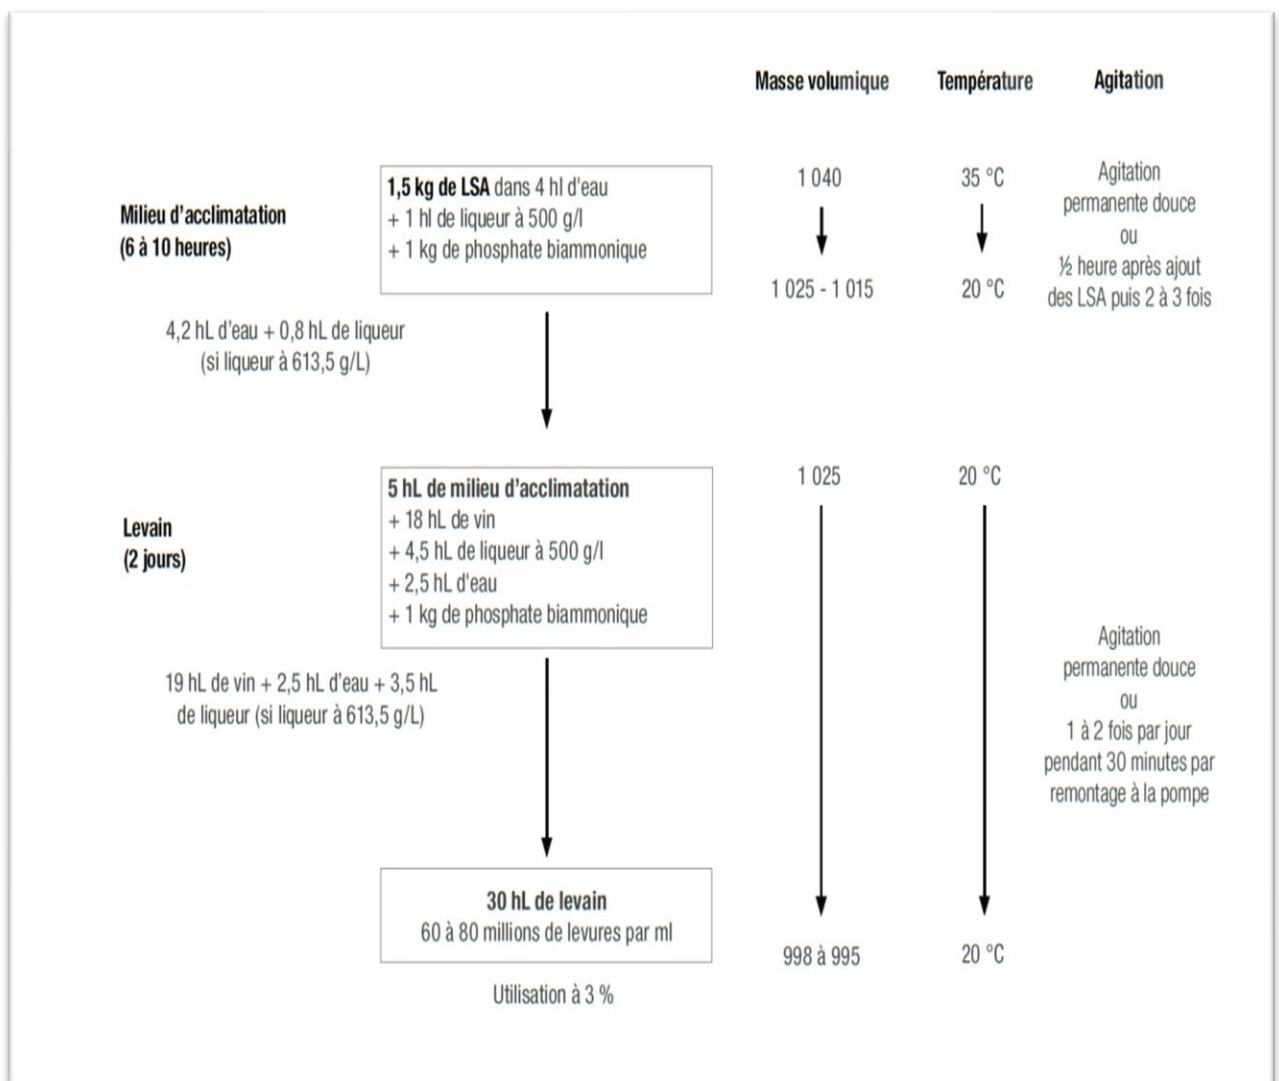 Masse volumique Température Agitation
Milieu d'acclimatation
(6 à 10 heures)
1,5 kg de LSA dans 4 hl d'eau
+ 1 hl de liqueur à 500 g/l
+ 1 kg de phosphate biammonique
1 040
1 025 - 1 015
35 °C
20 °C
Agitation
permanente douce
ou
½ heure après ajout
des LSA puis 2 à 3 fois
4,2 hL d'eau + 0,8 hL de liqueur
(si liqueur à 613,5 g/L)
Levain
(2 jours)
5 hL de milieu d'acclimatation
+ 18 hL de vin
+ 4,5 hL de liqueur à 500 g/l
+ 2,5 hL d'eau
+ 1 kg de phosphate biammonique
1 025
20 °C
19 hL de vin + 2,5 hL d'eau + 3,5 hL
de liqueur (si liqueur à 613,5 g/L)
Agitation
permanente douce
ou
1 à 2 fois par jour
pendant 30 minutes par
remontage à la pompe
30 hL de levain
60 à 80 millions de levures par ml
998 à 995
20 °C
Utilisation à 3 %